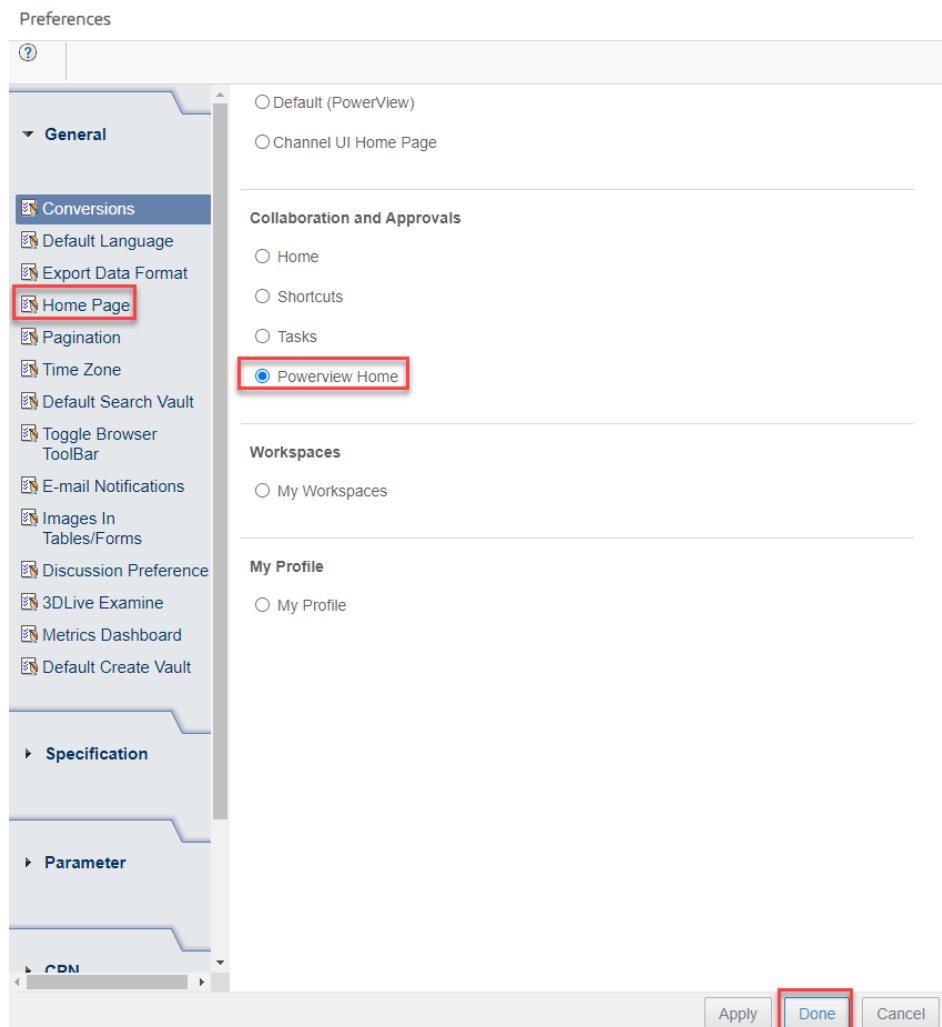 Preferences
?
General
Conversions
Default Language
Export Data Format
Home Page
Pagination
Time Zone
Default Search Vault
Toggle Browser
ToolBar
E-mail Notifications
Images In
Tables/Forms
Discussion Preference
3DLive Examine
Metrics Dashboard
Default Create Vault
Specification
Parameter
CPN
Default (PowerView)
Channel UI Home Page
Collaboration and Approvals
Home
Shortcuts
Tasks
Powerview Home
Workspaces
My Workspaces
My Profile
My Profile
Apply
Done
Cancel